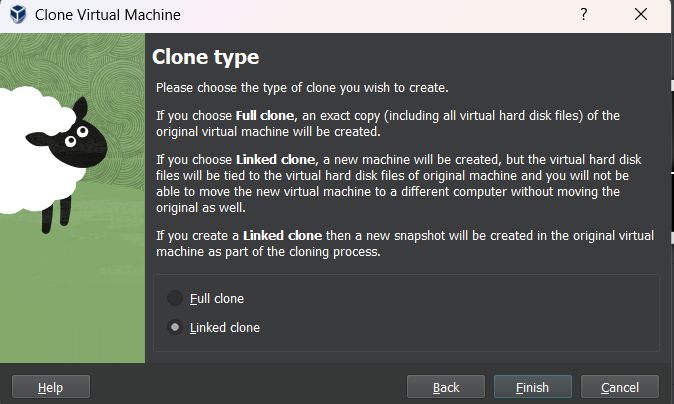 Clone Virtual Machine
?
Clone type
Please choose the type of clone you wish to create.
If you choose Full clone, an exact copy (including all virtual hard disk files) of the
original virtual machine will be created.
If you choose Linked clone, a new machine will be created, but the virtual hard disk
files will be tied to the virtual hard disk files of original machine and you will not be
able to move the new virtual machine to a different computer without moving the
original as well.
If you create a Linked clone then a new snapshot will be created in the original virtual
machine as part of the cloning process.
Full clone
Linked clone
Help
Back
Finish
Cancel